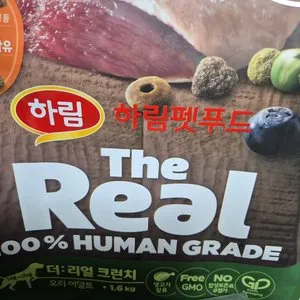 하림
하림펫푸드
The
Real
100% HUMAN GRADE
더:리얼 크런치
오리 어덜트 1.6kg
Free
GMO
NO